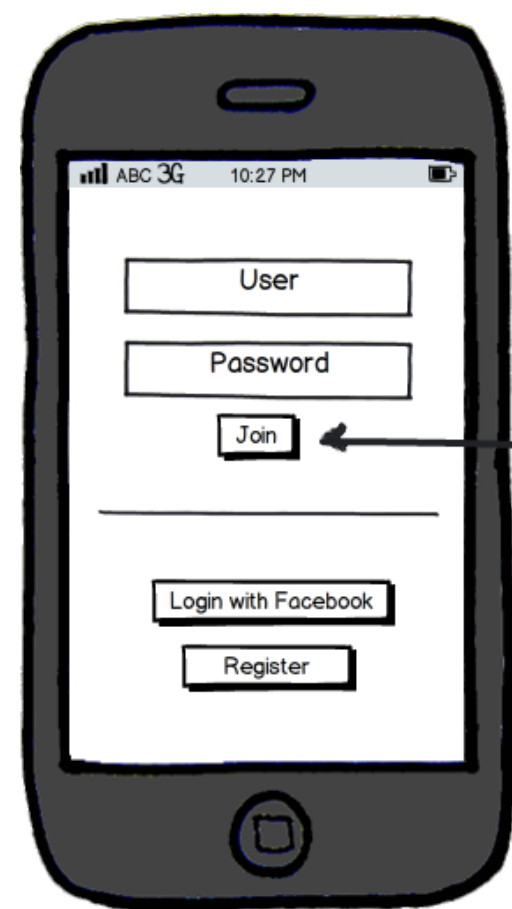 ABC 3G 10:27 PM
User
Password
Join
Login with Facebook
Register